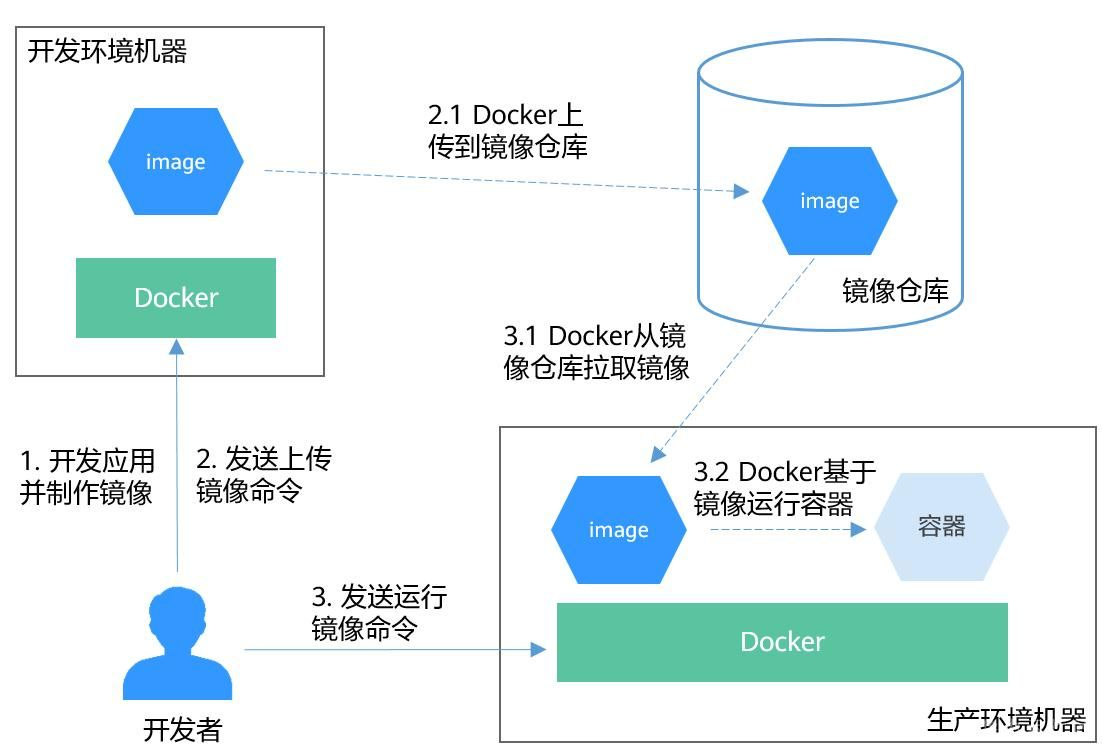 开发环境机器
image
Docker
2.1 Docker上
传到镜像仓库
image
镜像仓库
3.1 Docker从镜
像仓库拉取镜像
1. 开发应用
并制作镜像
2. 发送上传
镜像命令
3. 发送运行
镜像命令
开发者
image
3.2 Docker基于
镜像运行容器
容器
Docker
生产环境机器